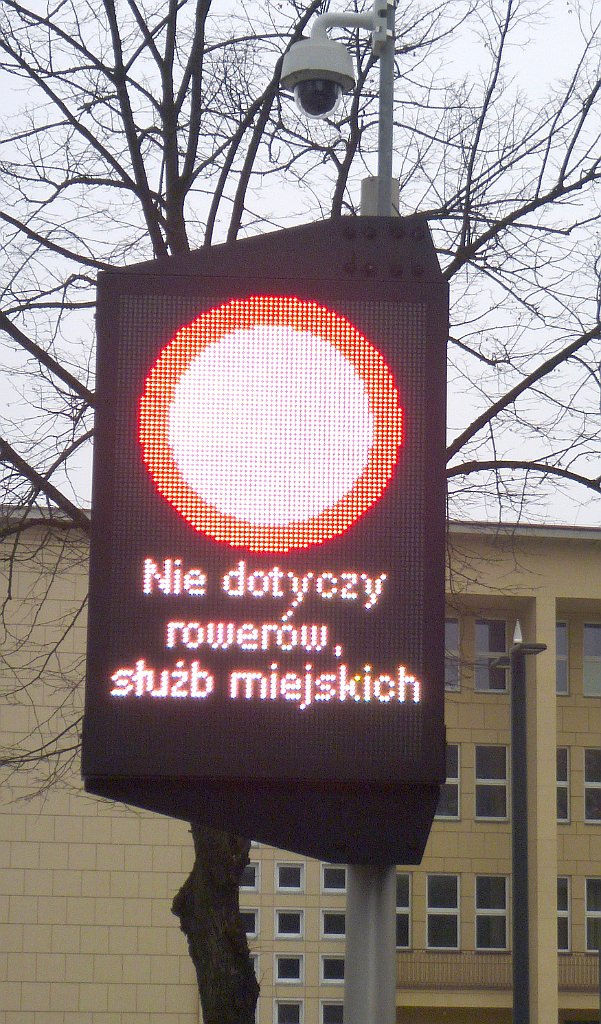 Nie dotyczy
rowerów,
służb miejskich